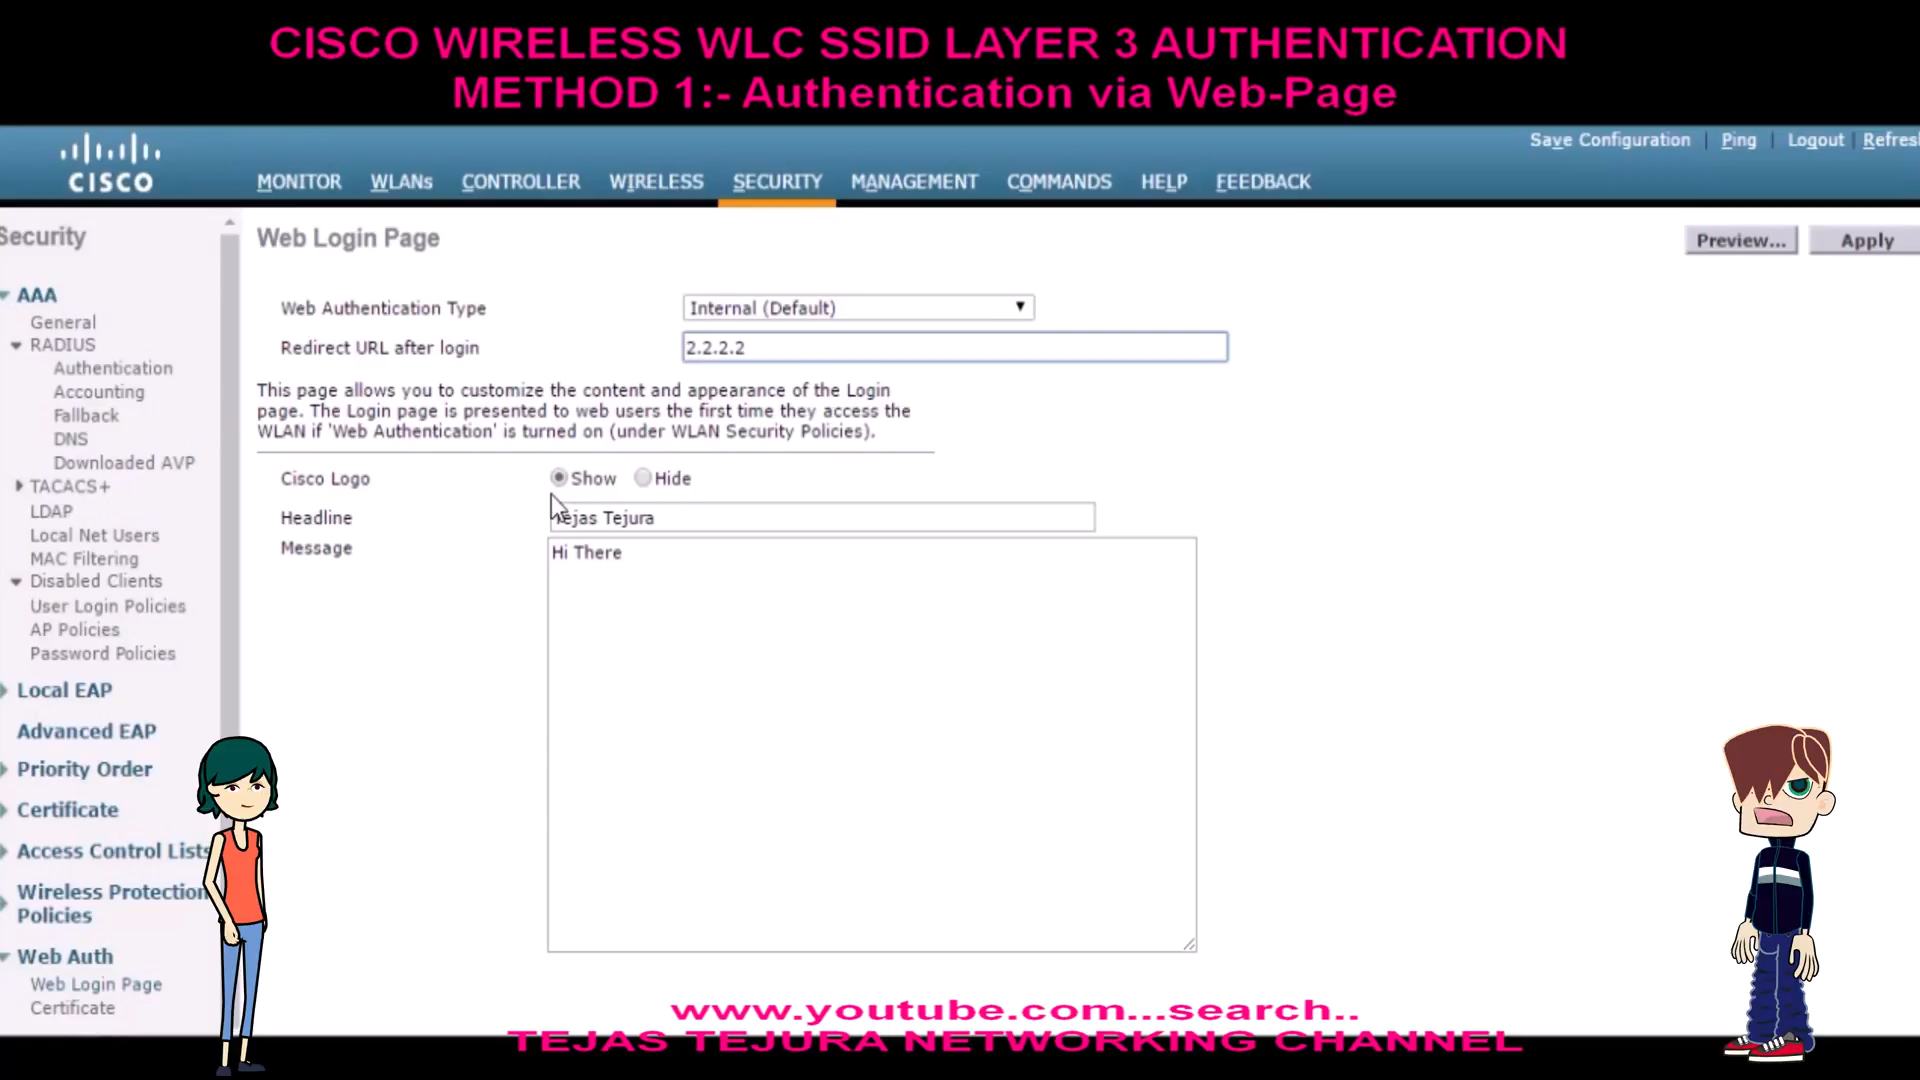 CISCO WIRELESS WLC SSID LAYER 3 AUTHENTICATION
METHOD 1:- Authentication via Web-Page
Save Configuration | Ping | Logout | Refresh
CISCO
MONITOR WLANs CONTROLLER WIRELESS SECURITY MANAGEMENT COMMANDS HELP FEEDBACK
Security
AAA
General
RADIUS
Authentication
Accounting
Fallback
DNS
Downloaded AVP
TACACS+
LDAP
Local Net Users
MAC Filtering
Disabled Clients
User Login Policies
AP Policies
Password Policies
Local EAP
Advanced EAP
Priority Order
Certificate
Access Control Lists
Wireless Protection
Policies
Web Auth
Web Login Page
Certificate
Web Login Page
Preview... Apply
Web Authentication Type Internal (Default)
Redirect URL after login 2.2.2.2
This page allows you to customize the content and appearance of the Login
page. The Login page is presented to web users the first time they access the
WLAN if 'Web Authentication' is turned on (under WLAN Security Policies).
Cisco Logo Show Hide
Headline Tejas Tejura
Message Hi There
www.youtube.com...search..
TEJAS TEJURA NETWORKING CHANNEL